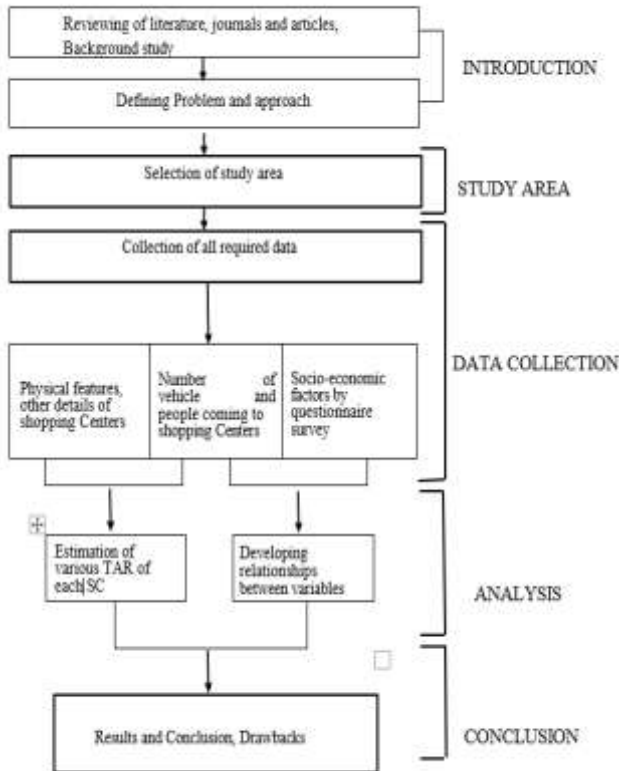 Reviewing of literature, journals and articles,
Background study
INTRODUCTION
Defining Problem and approach
Selection of study area
STUDY AREA
Collection of all required data
DATA COLLECTION
Physical features,
other details of
shopping Centers
Number of
vehicle and
people coming to
shopping Centers
Socio-economic
factors by
questionnaire
survey
Estimation of
various TAR of
each SC
Developing
relationships
between variables
ANALYSIS
Results and Conclusion, Drawbacks
CONCLUSION